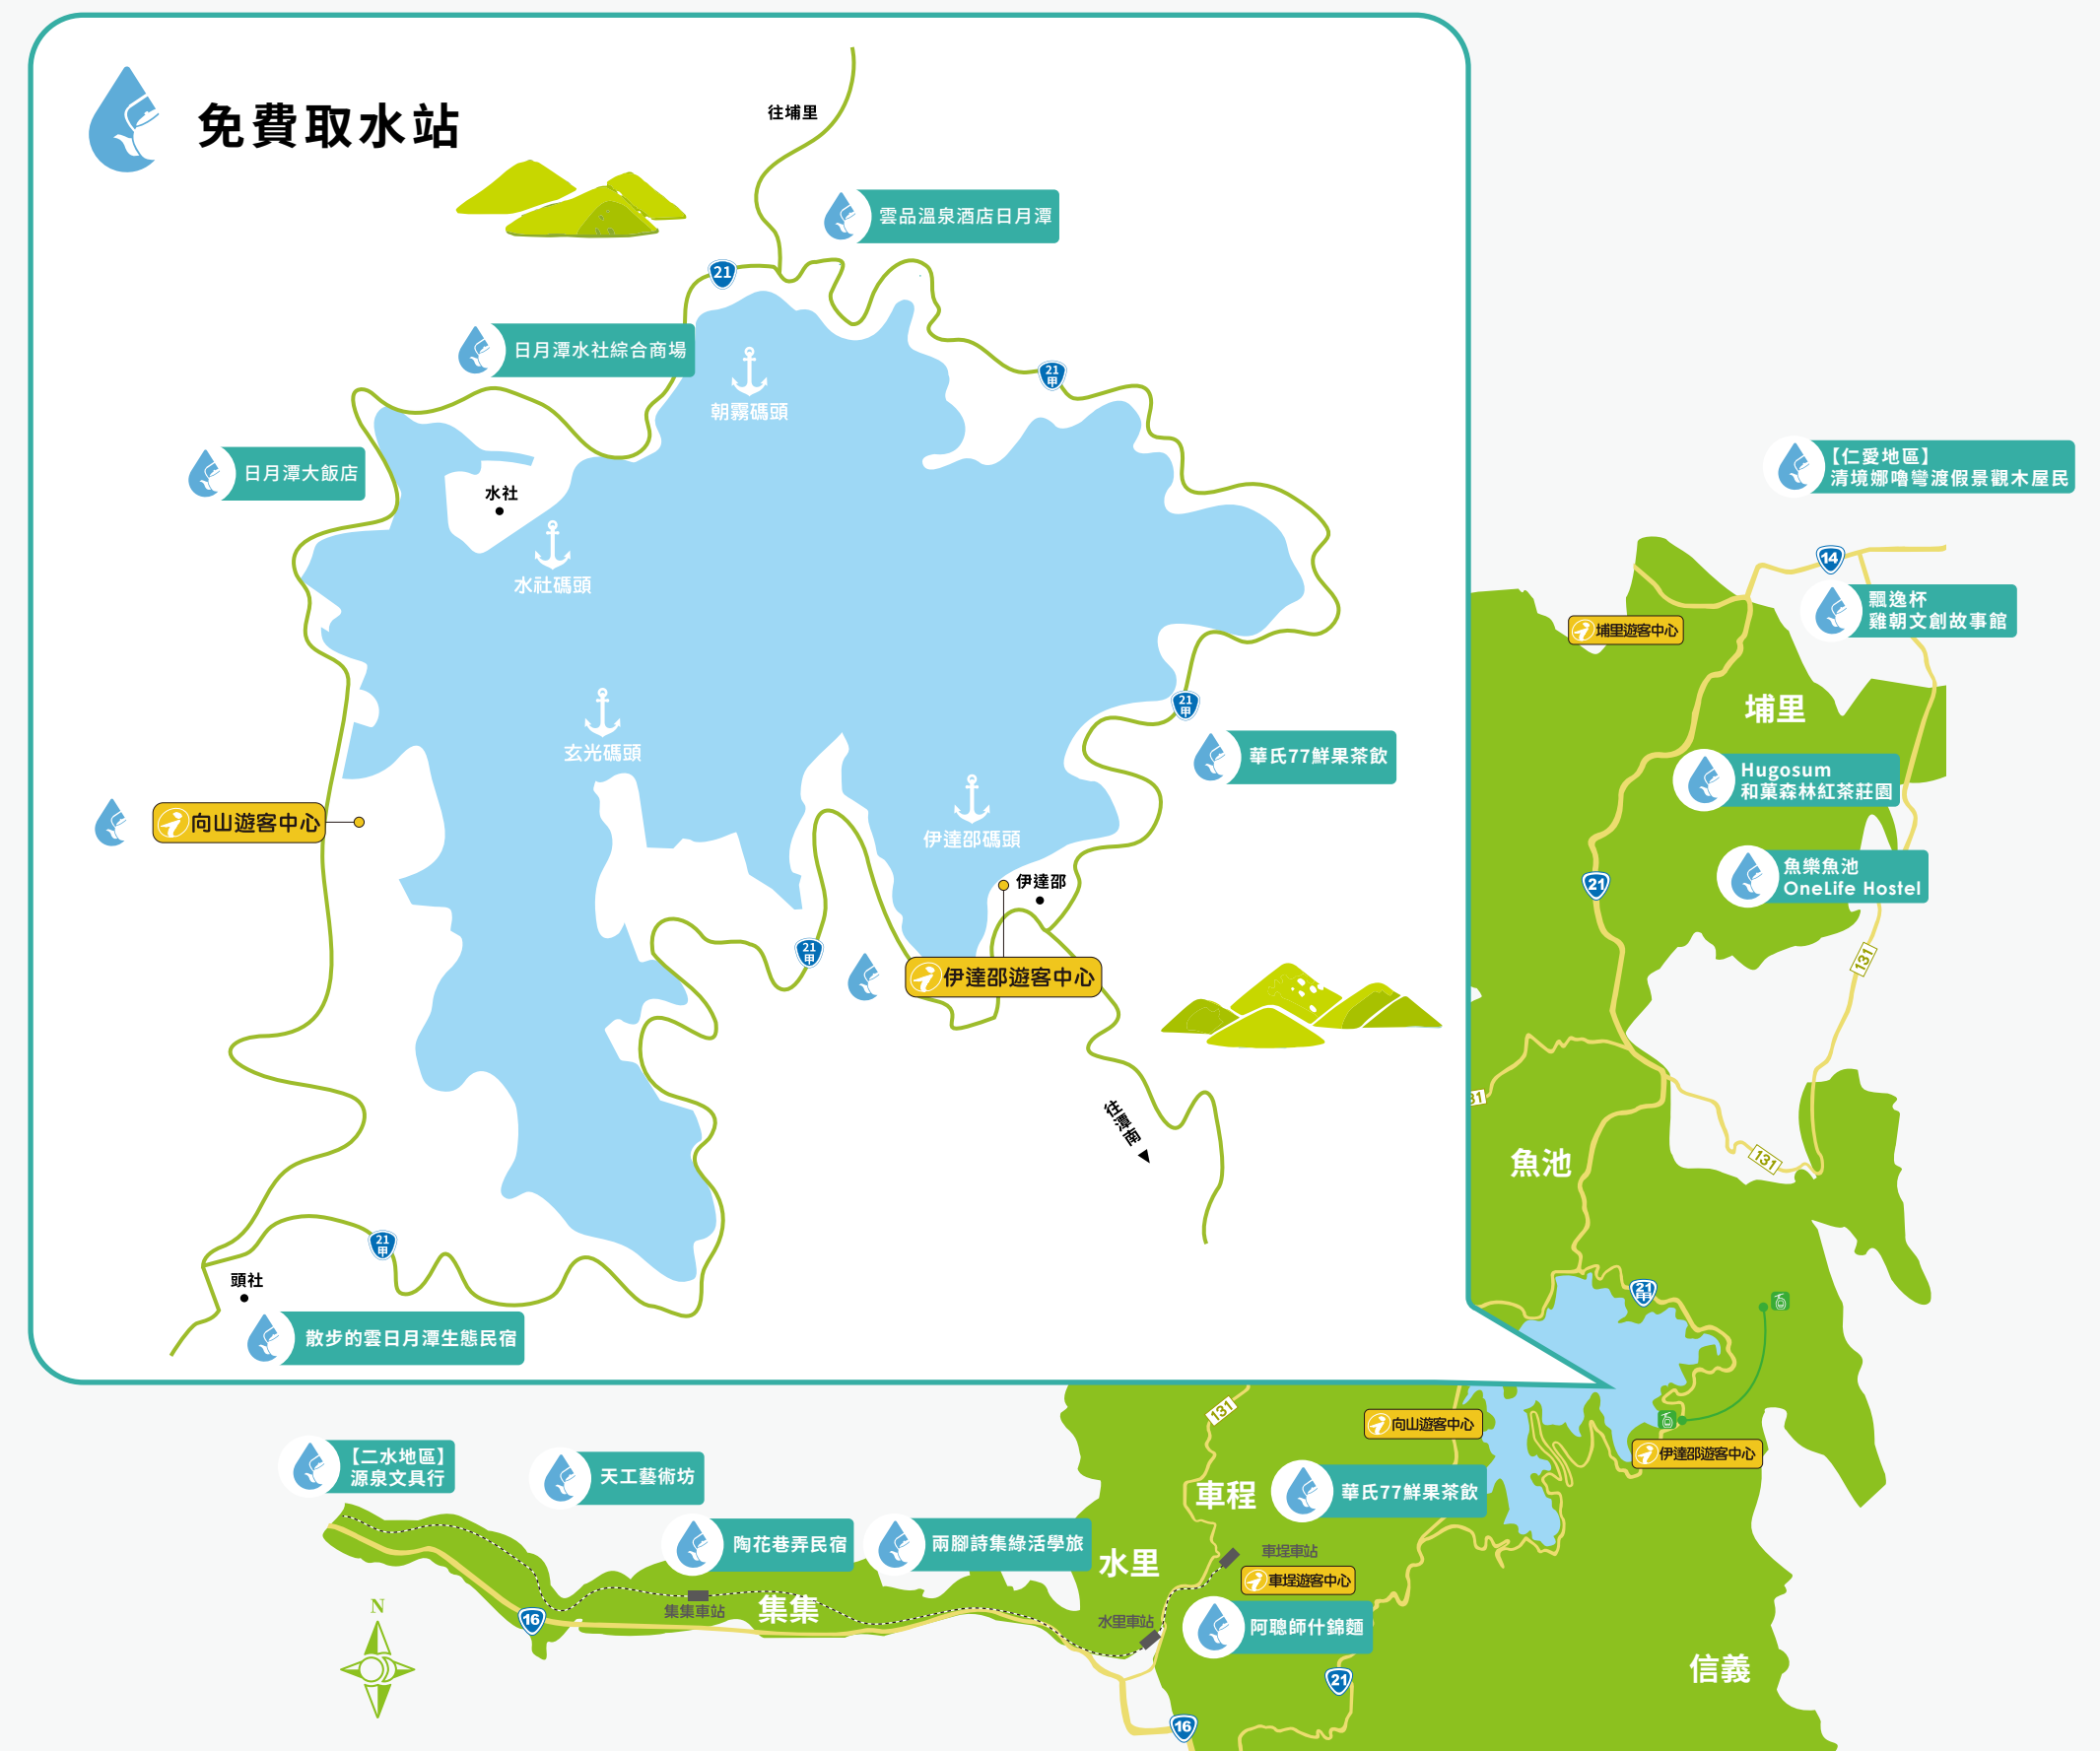 免費取水站
往埔里
雲品溫泉酒店日月潭
21
日月潭水社綜合商場
21
甲
朝霧碼頭
日月潭大飯店
水社
水社碼頭
21
甲
玄光碼頭
華氏77鮮果茶飲
向山遊客中心
伊達邵碼頭
伊達邵
21
甲
伊達邵遊客中心
往潭南
21
甲
頭社
散步的雲日月潭生態民宿
【仁愛地區】
清境娜嚕彎渡假景觀木屋民
14
飄逸杯
雞朝文創故事館
埔里遊客中心
埔里
Hugosum
和菓森林紅茶莊園
魚樂魚池
OneLife Hostel
21
131
31
131
魚池
21
甲
131
向山遊客中心
伊達邵遊客中心
【二水地區】
源泉文具行
天工藝術坊
陶花巷弄民宿
兩腳詩集綠活學旅
車程
華氏77鮮果茶飲
水里
車埕車站
車埕遊客中心
集集車站
集集
16
水里車站
阿聰師什錦麵
N
21
信義
16